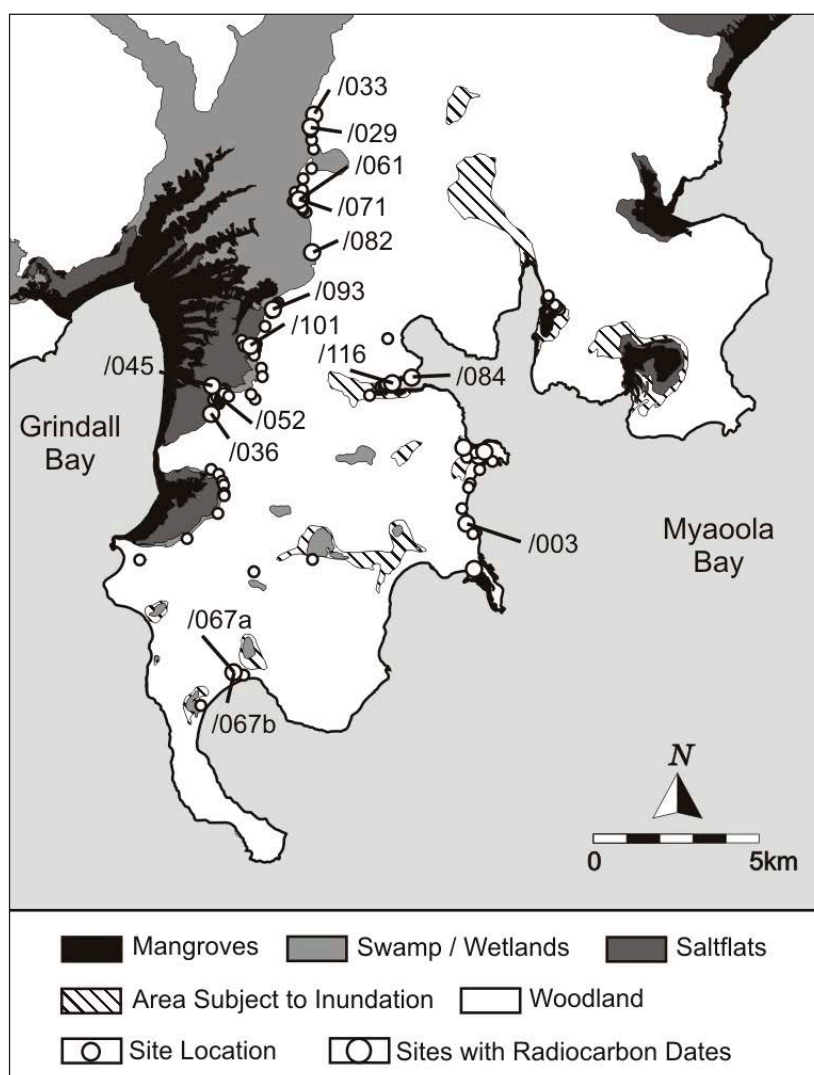 /033
/029
/061
/071
/082
/093
/101
/045
/116
/084
/052
/036
Grindall
Bay
/003
Myaoola
Bay
/067a
/067b
N
0 5km
Mangroves Swamp / Wetlands Saltflats
Area Subject to Inundation Woodland
Site Location Sites with Radiocarbon Dates